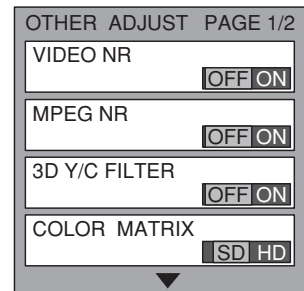 OTHER ADJUST PAGE 1/2
VIDEO NR
OFF ON
MPEG NR
OFF ON
3D Y/C FILTER
OFF ON
COLOR MATRIX
SD HD